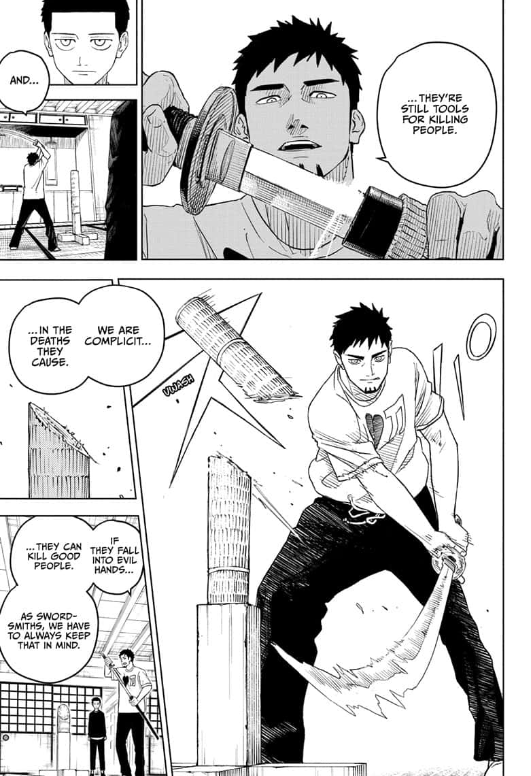 ...THEY'RE
STILL TOOLS
FOR KILLING
PEOPLE.
AND...
WE ARE
COMPLICIT...
...IN THE
DEATHS
THEY
CAUSE.
VWASH
IF
THEY FALL
INTO EVIL
HANDS...
...THEY CAN
KILL GOOD
PEOPLE.
AS SWORD-
SMITHS, WE HAVE
TO ALWAYS KEEP
THAT IN MIND.